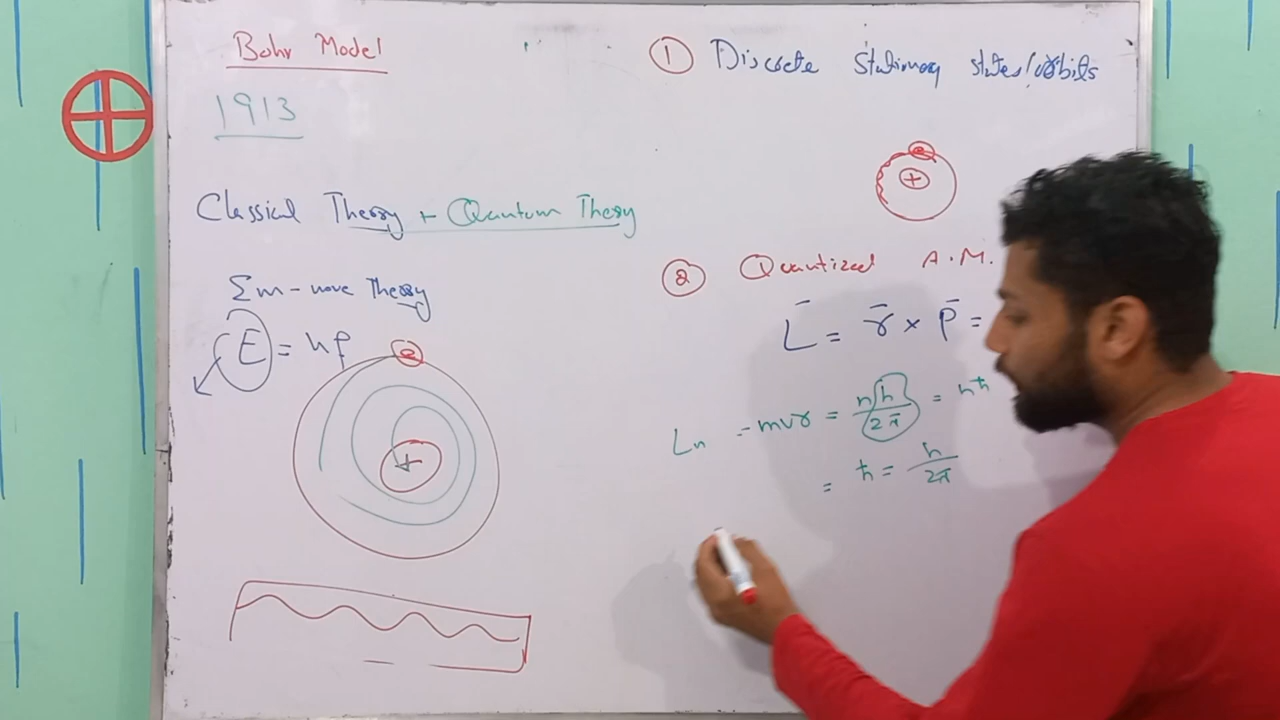 Bohr Model
1913
Classical Theory + Quantum Theory
Em-wave Theory
E = hf
e
+
① Discrete stationary states/orbits
e
+
② Quantized A.M.
L̄ = r̄ × p̄ =
Ln = mvr = nh/2π = nħ
= ħ = h/2π